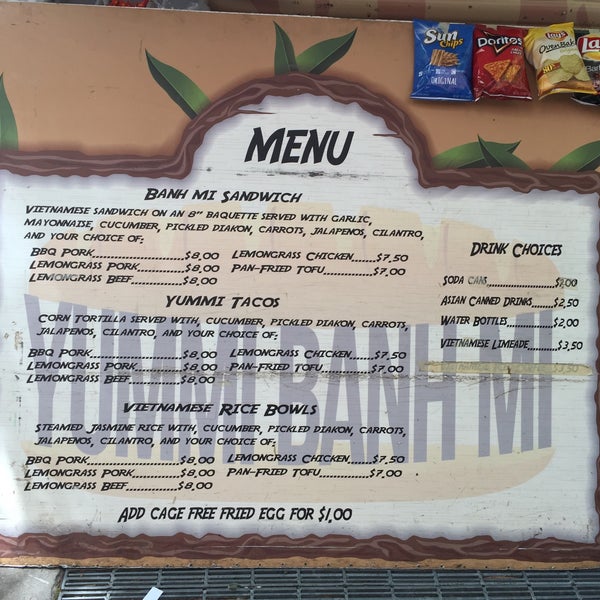 Sun Chips
ORIGINAL
Doritos
Lay's
OVEN BAKED
MENU
BANH MI SANDWICH
VIETNAMESE SANDWICH ON AN 8" BAQUETTE SERVED WITH GARLIC,
MAYONNAISE, CUCUMBER, PICKLED DIAKON, CARROTS, JALAPENOS, CILANTRO,
AND YOUR CHOICE OF:
BBQ PORK....................$8.00 LEMONGRASS CHICKEN......$7.50
LEMONGRASS PORK..........$8.00 PAN-FRIED TOFU............$7.00
LEMONGRASS BEEF...........$8.00
YUMMI TACOS
CORN TORTILLA SERVED WITH, CUCUMBER, PICKLED DIAKON, CARROTS,
JALAPENOS, CILANTRO, AND YOUR CHOICE OF:
BBQ PORK....................$8.00 LEMONGRASS CHICKEN......$7.50
LEMONGRASS PORK..........$8.00 PAN-FRIED TOFU............$7.00
LEMONGRASS BEEF...........$8.00
VIETNAMESE RICE BOWLS
STEAMED JASMINE RICE WITH, CUCUMBER, PICKLED DIAKON, CARROTS,
JALAPENOS, CILANTRO, AND YOUR CHOICE OF:
BBQ PORK....................$8.00 LEMONGRASS CHICKEN......$7.50
LEMONGRASS PORK..........$8.00 PAN-FRIED TOFU............$7.00
LEMONGRASS BEEF...........$8.00
ADD CAGE FREE FRIED EGG FOR $1.00
DRINK CHOICES
SODA CANS....................
ASIAN CANNED DRINKS......$2.50
WATER BOTTLES..............$2.00
VIETNAMESE LIMEADE.......$3.50
YUMMI BANH MI